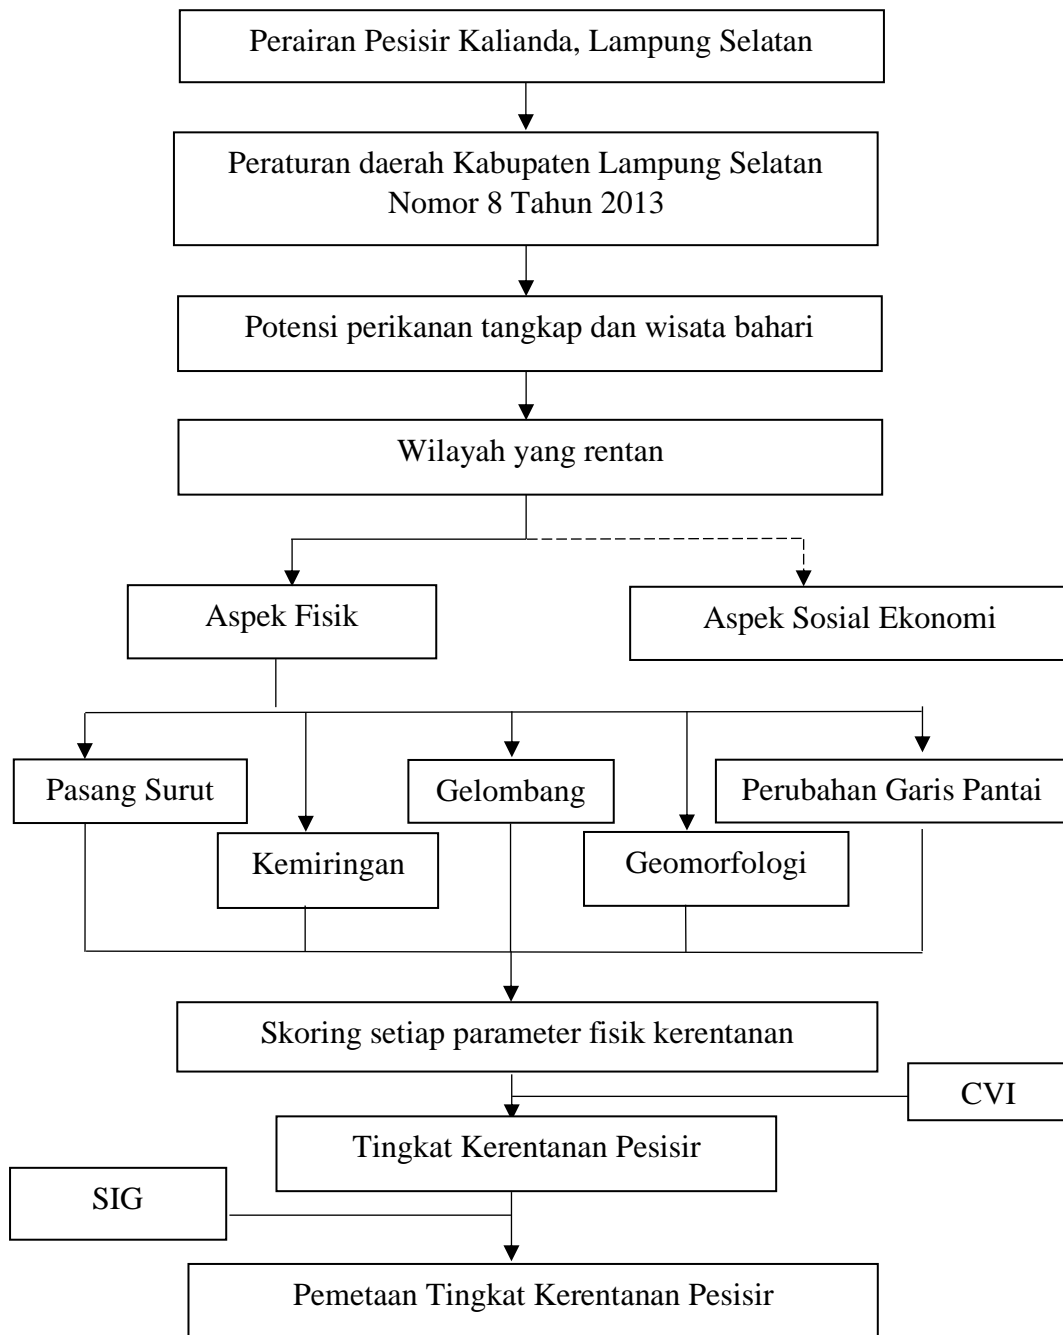 Perairan Pesisir Kalianda, Lampung Selatan
Peraturan daerah Kabupaten Lampung Selatan
Nomor 8 Tahun 2013
Potensi perikanan tangkap dan wisata bahari
Wilayah yang rentan
Aspek Fisik
Aspek Sosial Ekonomi
Pasang Surut
Gelombang
Perubahan Garis Pantai
Kemiringan
Geomorfologi
Skoring setiap parameter fisik kerentanan
CVI
Tingkat Kerentanan Pesisir
SIG
Pemetaan Tingkat Kerentanan Pesisir